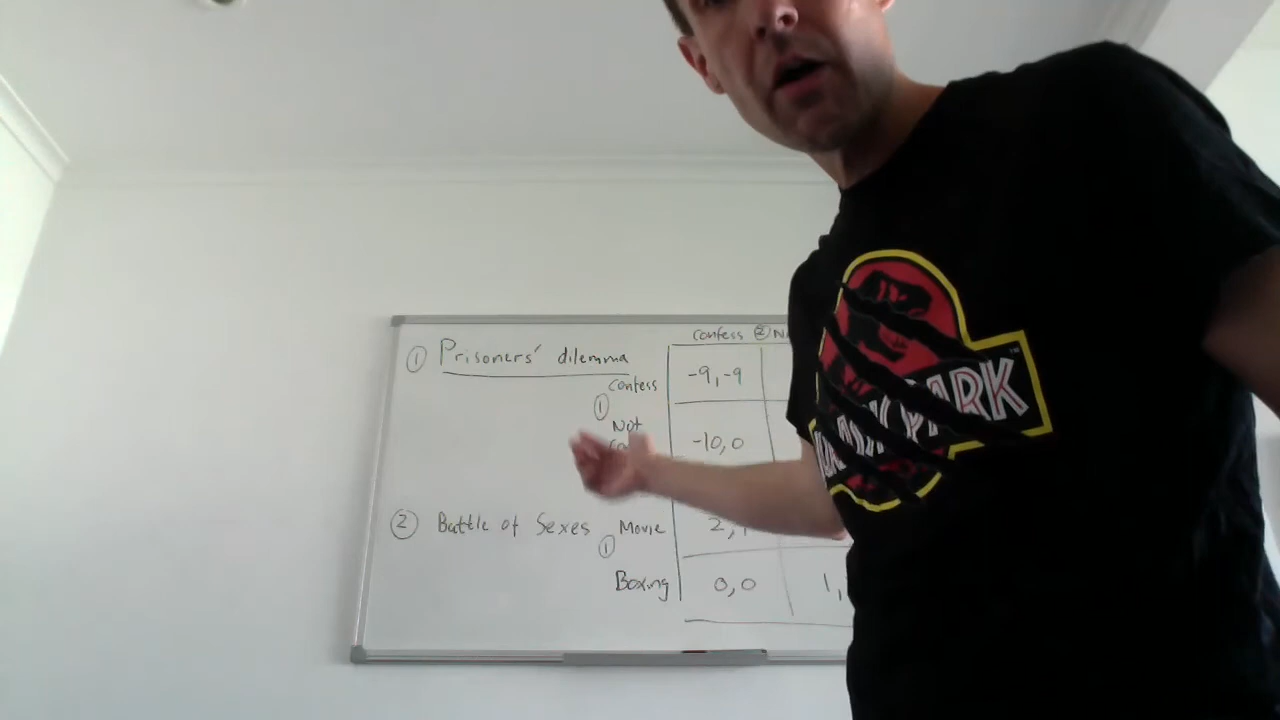 Confess ②
① Prisoners' dilemma
Confess
-9, -9
①
Not
-10, 0
② Battle of Sexes
Movie
2,
①
Boxing
0, 0
1,
PARK